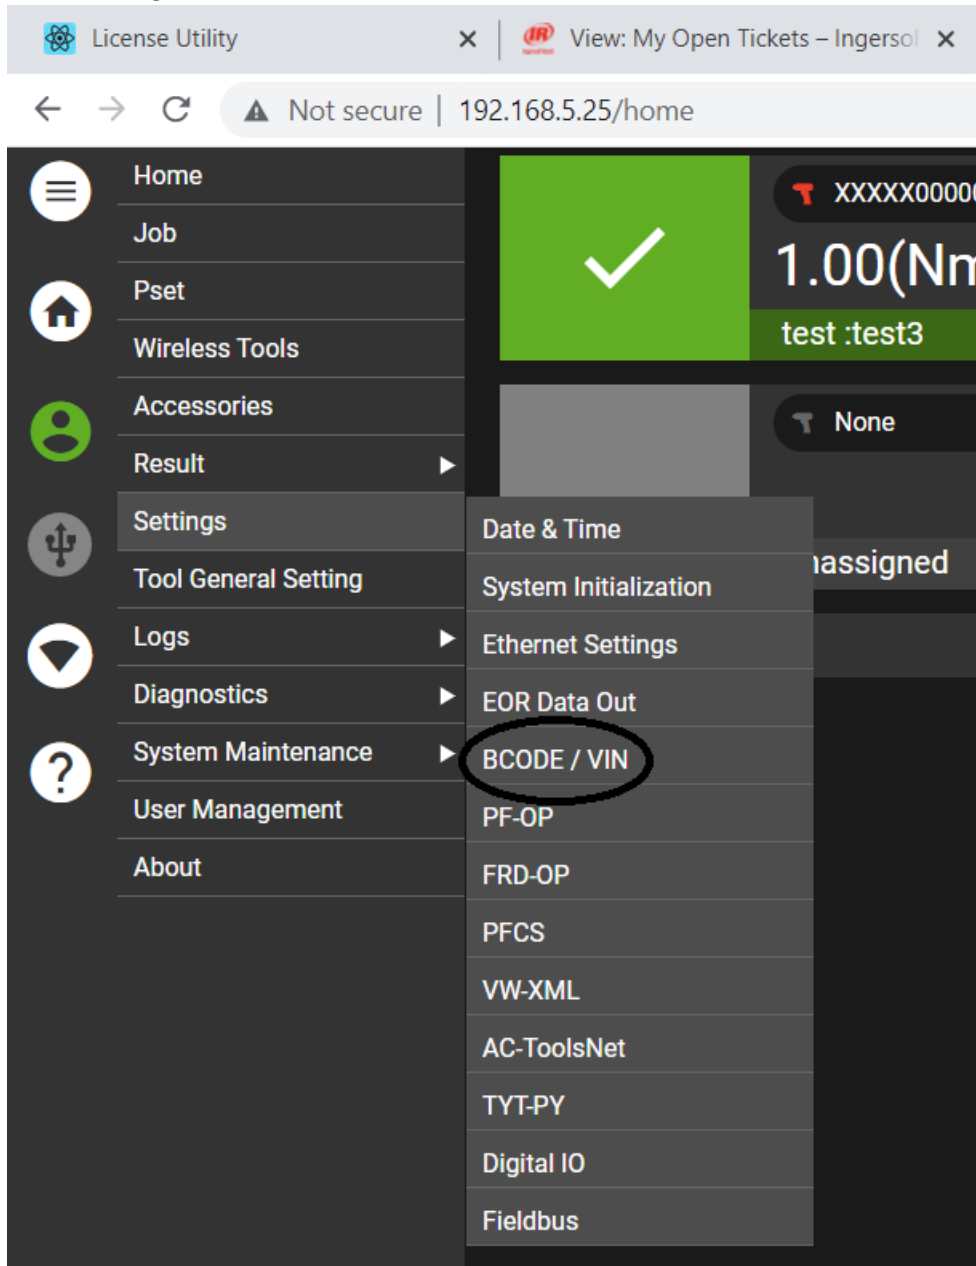 License Utility
View: My Open Tickets – Ingersol
Not secure | 192.168.5.25/home
Home
Job
Pset
Wireless Tools
Accessories
Result
Settings
Tool General Setting
Logs
Diagnostics
System Maintenance
User Management
About
XXXXX0000
1.00(Nm
test :test3
None
nassigned
Date & Time
System Initialization
Ethernet Settings
EOR Data Out
BCODE / VIN
PF-OP
FRD-OP
PFCS
VW-XML
AC-ToolsNet
TYT-PY
Digital IO
Fieldbus